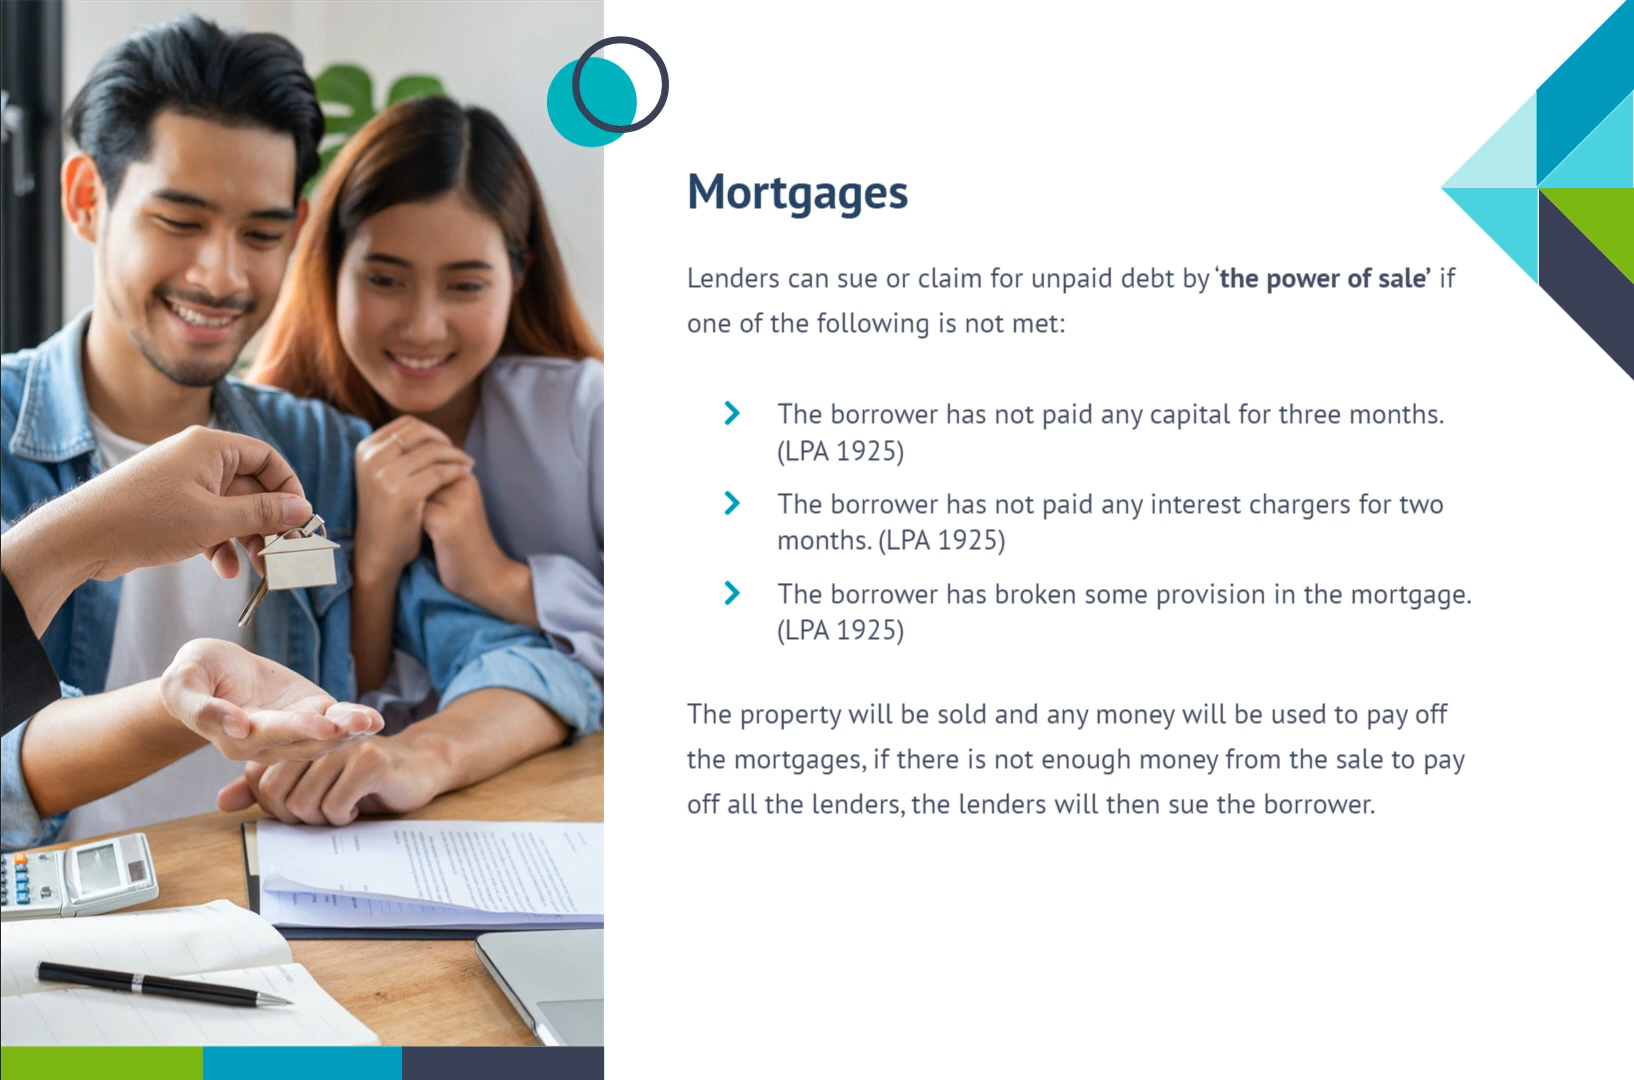 Mortgages
Lenders can sue or claim for unpaid debt by ‘the power of sale’ if
one of the following is not met:
The borrower has not paid any capital for three months.
(LPA 1925)
The borrower has not paid any interest chargers for two
months. (LPA 1925)
The borrower has broken some provision in the mortgage.
(LPA 1925)
The property will be sold and any money will be used to pay off
the mortgages, if there is not enough money from the sale to pay
off all the lenders, the lenders will then sue the borrower.